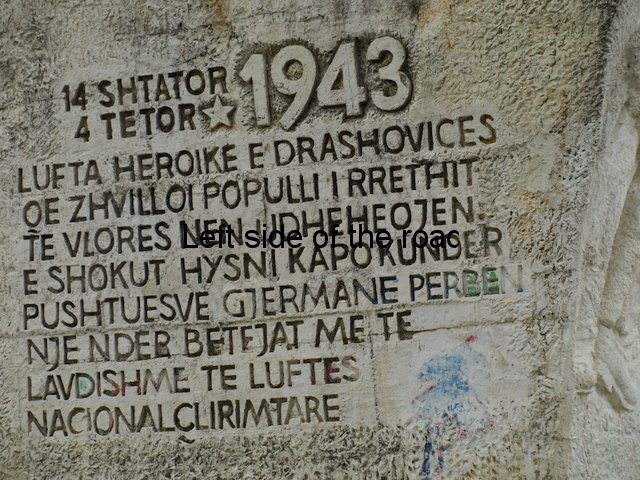 14 SHTATOR 1943
4 TETOR ★
LUFTA HEROIKE E DRASHOVICES
QE ZHVILLOI POPULLI I RRETHIT
TE VLORES NEN UDHEHEQJEN
E SHOKUT HYSNI KAPO KUNDER
PUSHTUESVE GJERMANE PERBEN
NJE NDER BETEJAT ME TE
LAVDISHME TE LUFTES
NACIONALÇLIRIMTARE
Left side of the road